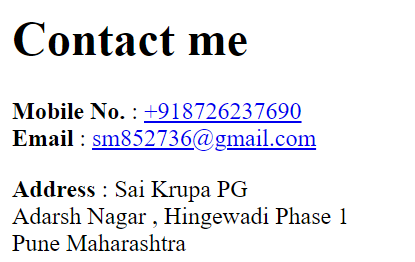 Contact me
Mobile No. : +918726237690
Email : sm852736@gmail.com
Address : Sai Krupa PG
Adarsh Nagar , Hingewadi Phase 1
Pune Maharashtra